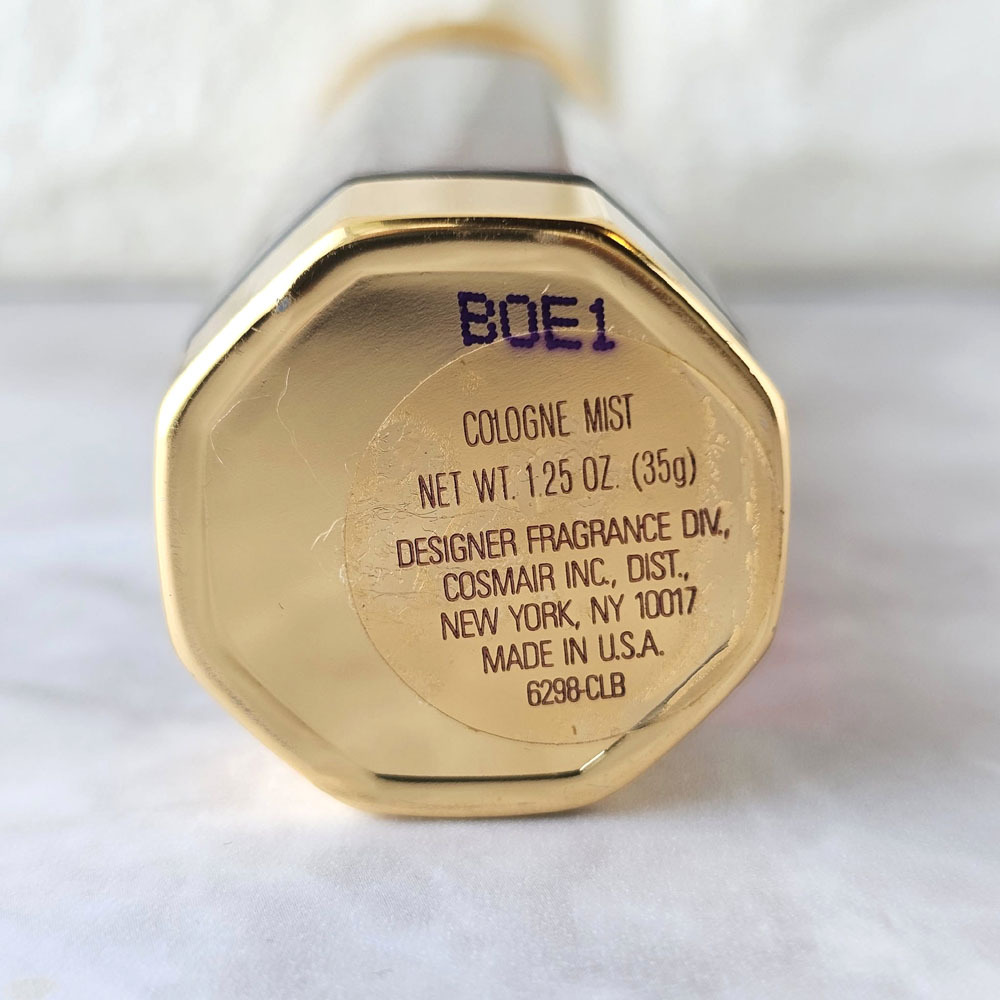 B0E1
COLOGNE MIST
NET WT. 1.25 OZ. (35g)
DESIGNER FRAGRANCE DIV.,
COSMAIR INC., DIST.,
NEW YORK, NY 10017
MADE IN U.S.A.
6298-CLB